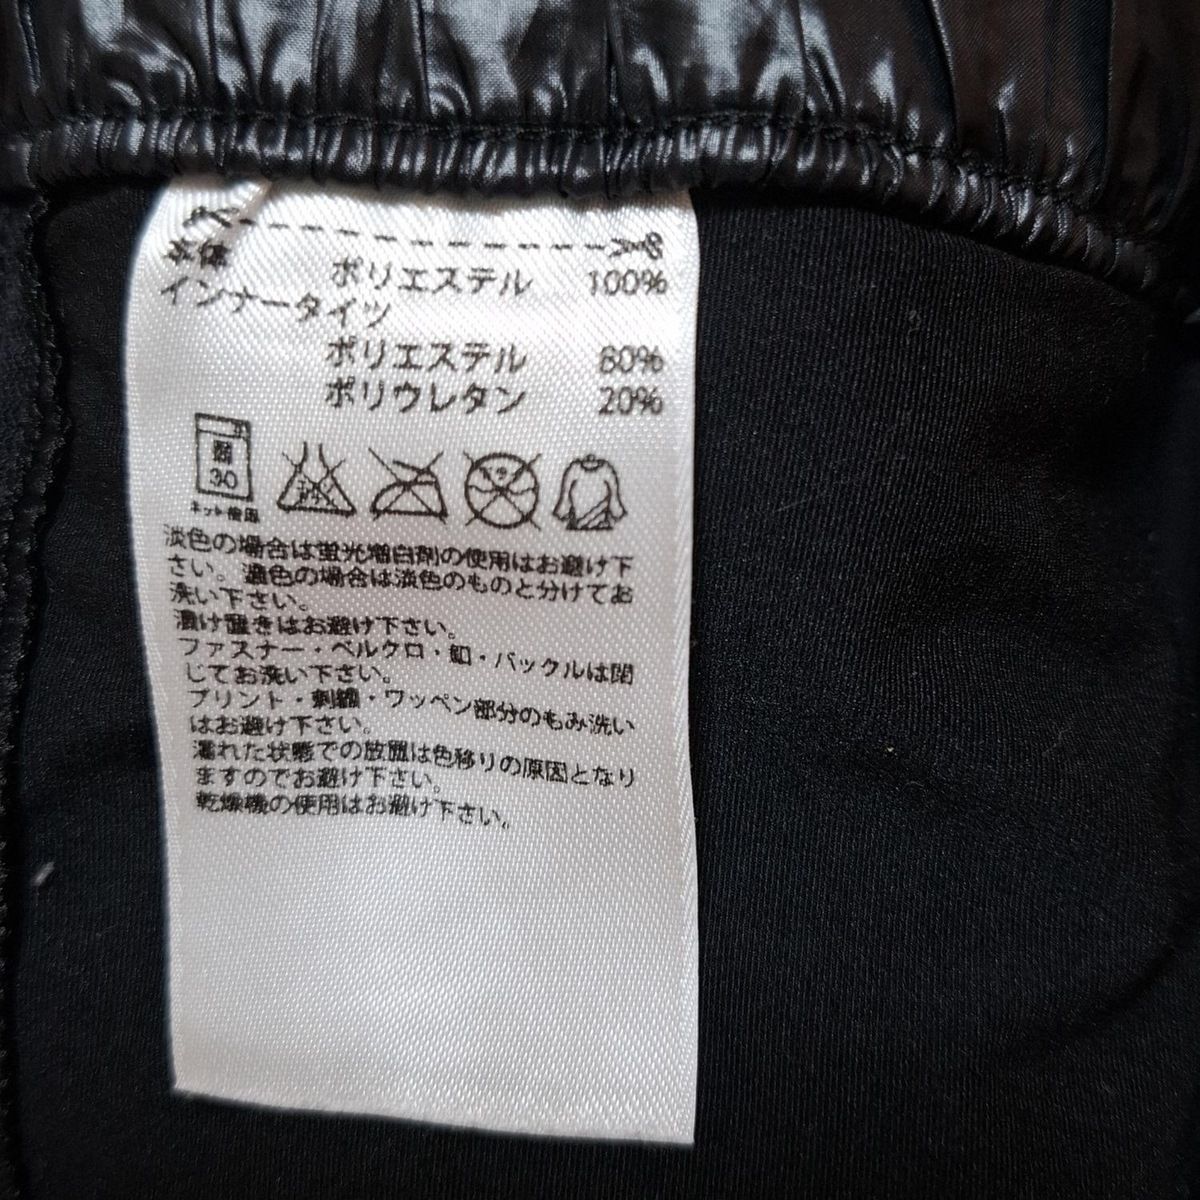 本体
ポリエステル 100%
インナータイツ
ポリエステル 80%
ポリウレタン 20%
弱
30
ネット使用
淡色の場合は蛍光増白剤の使用はお避け下
さい。濃色の場合は淡色のものと分けてお
洗い下さい。
漬け置きはお避け下さい。
ファスナー・ベルクロ・釦・バックルは閉
じてお洗い下さい。
プリント・刺繍・ワッペン部分のもみ洗い
はお避け下さい。
濡れた状態での放置は色移りの原因となり
ますのでお避け下さい。
乾燥機の使用はお避け下さい。